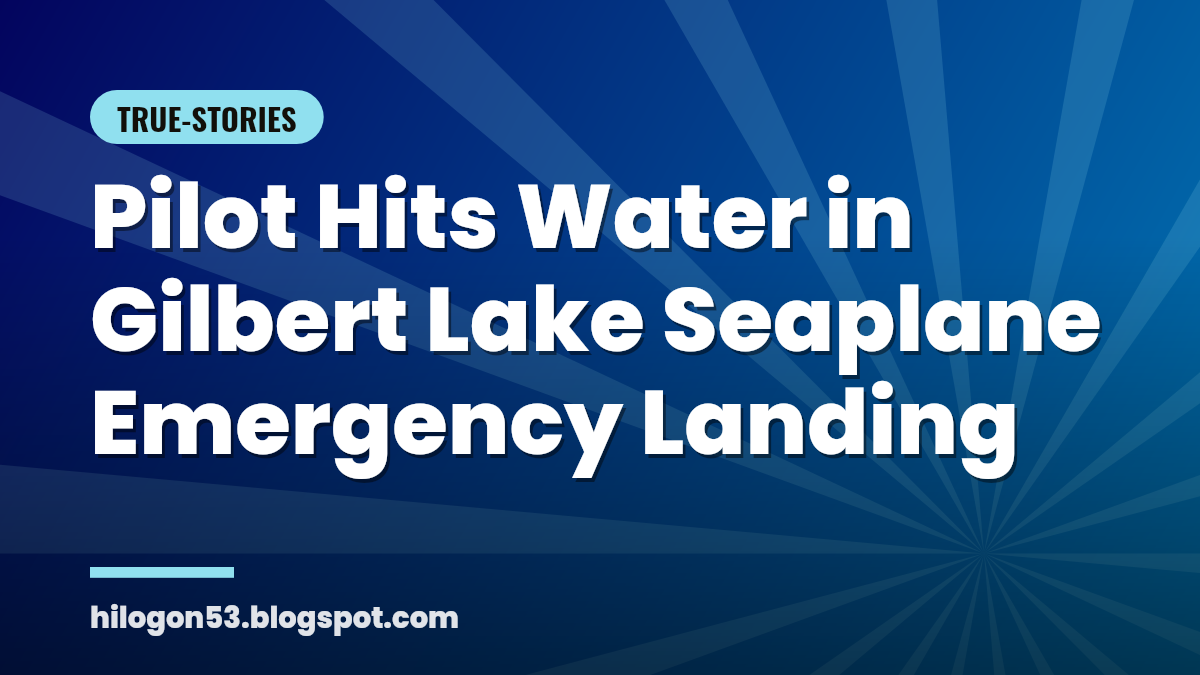 TRUE-STORIES
Pilot Hits Water in
Gilbert Lake Seaplane
Emergency Landing
hilogon53.blogspot.com